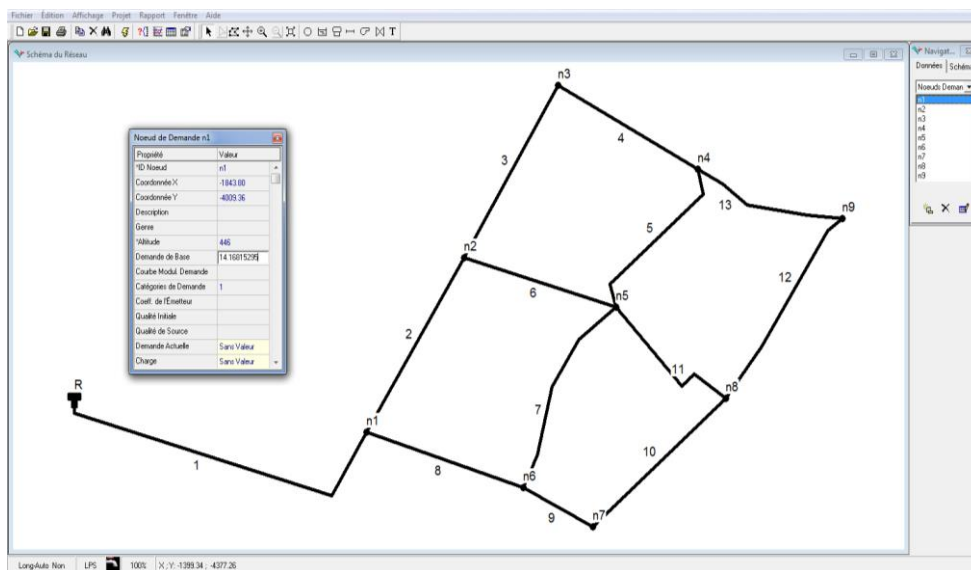 Fichier Édition Affichage Projet Rapport Fenêtre Aide
T
Schéma du Réseau
Navigat...
Données Schéma
Noeuds Deman
n1
n2
n3
n4
n5
n6
n7
n8
n9
Noeud de Demande n1
Propriété Valeur
*ID Noeud n1
Coordonnée X -1843.80
Coordonnée Y -4009.36
Description
Genre
*Altitude 446
Demande de Base 14.16815295
Courbe Modul. Demande
Catégories de Demande 1
Coeff. de l'Émetteur
Qualité Initiale
Qualité de Source
Demande Actuelle Sans Valeur
Charge Sans Valeur
n3
4
3
n4
13
n9
5
n2
6
n5
12
2
11
n8
R
7
n1
10
1
8
n6
9
n7
Long-Auto Non LPS 100% X ; Y: -1399.34 ; -4377.26